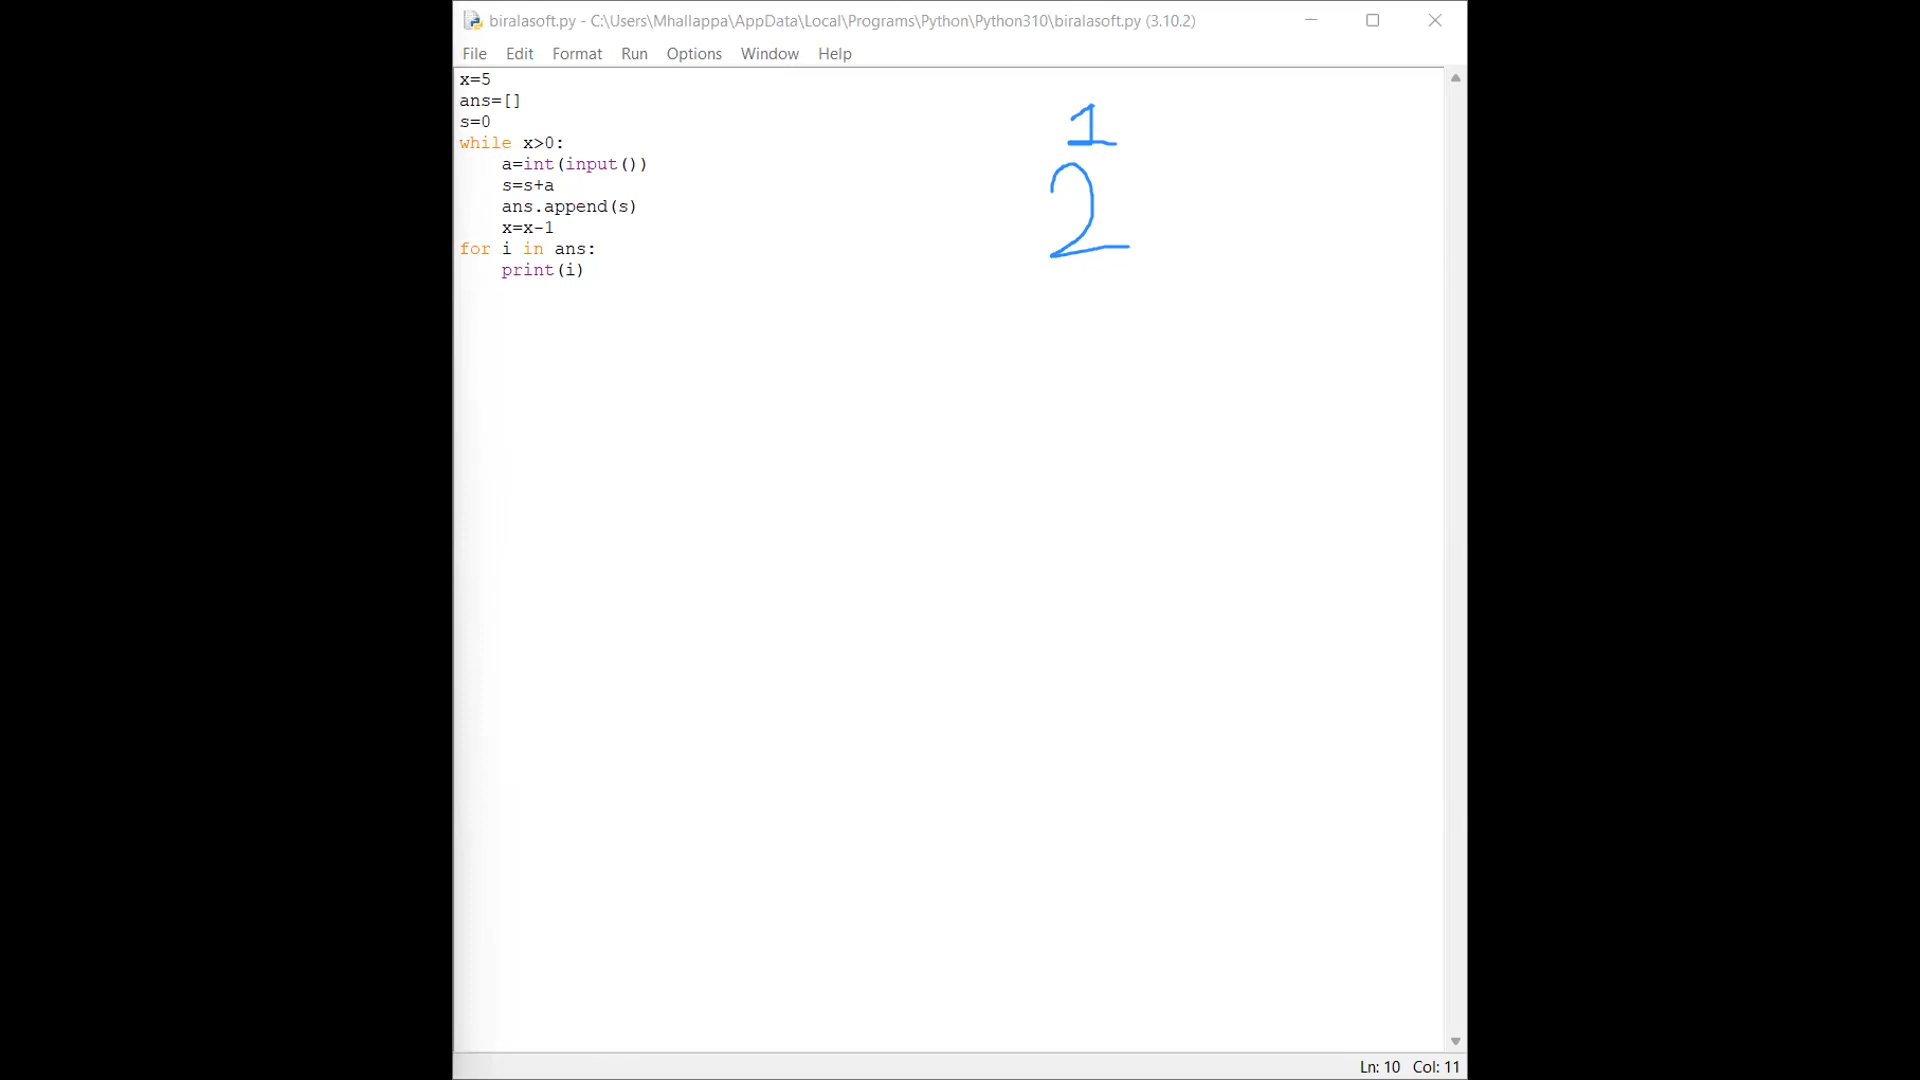 biralasoft.py - C:\Users\Mhallappa\AppData\Local\Programs\Python\Python310\biralasoft.py (3.10.2)
File Edit Format Run Options Window Help
x=5
ans=[]
s=0
while x>0:
    a=int(input())
    s=s+a
    ans.append(s)
    x=x-1
for i in ans:
    print(i)
1
2
Ln: 10 Col: 11